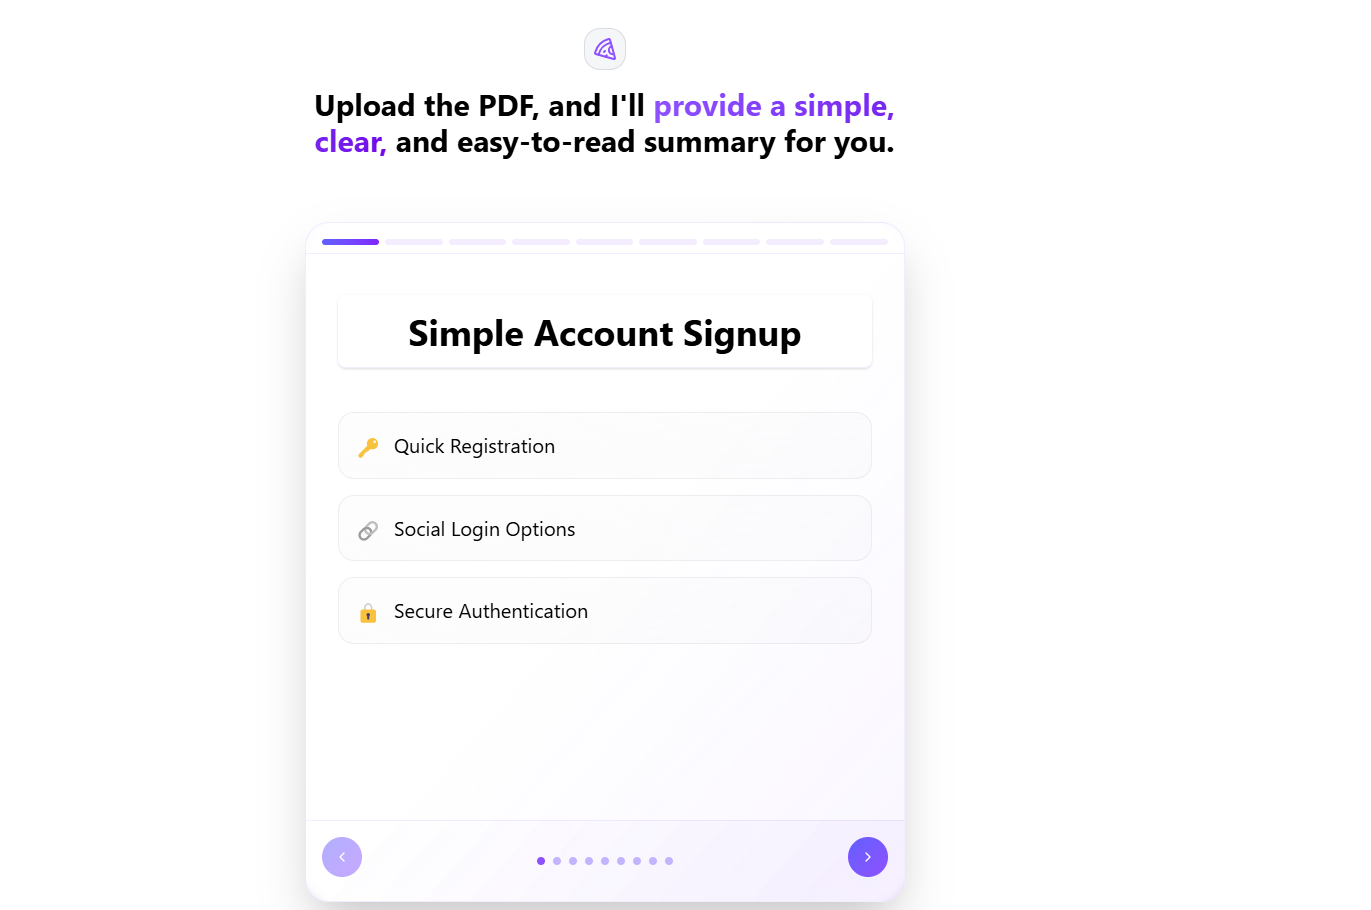 Upload the PDF, and I'll provide a simple,
clear, and easy-to-read summary for you.
Simple Account Signup
🔑 Quick Registration
🔗 Social Login Options
🔒 Secure Authentication